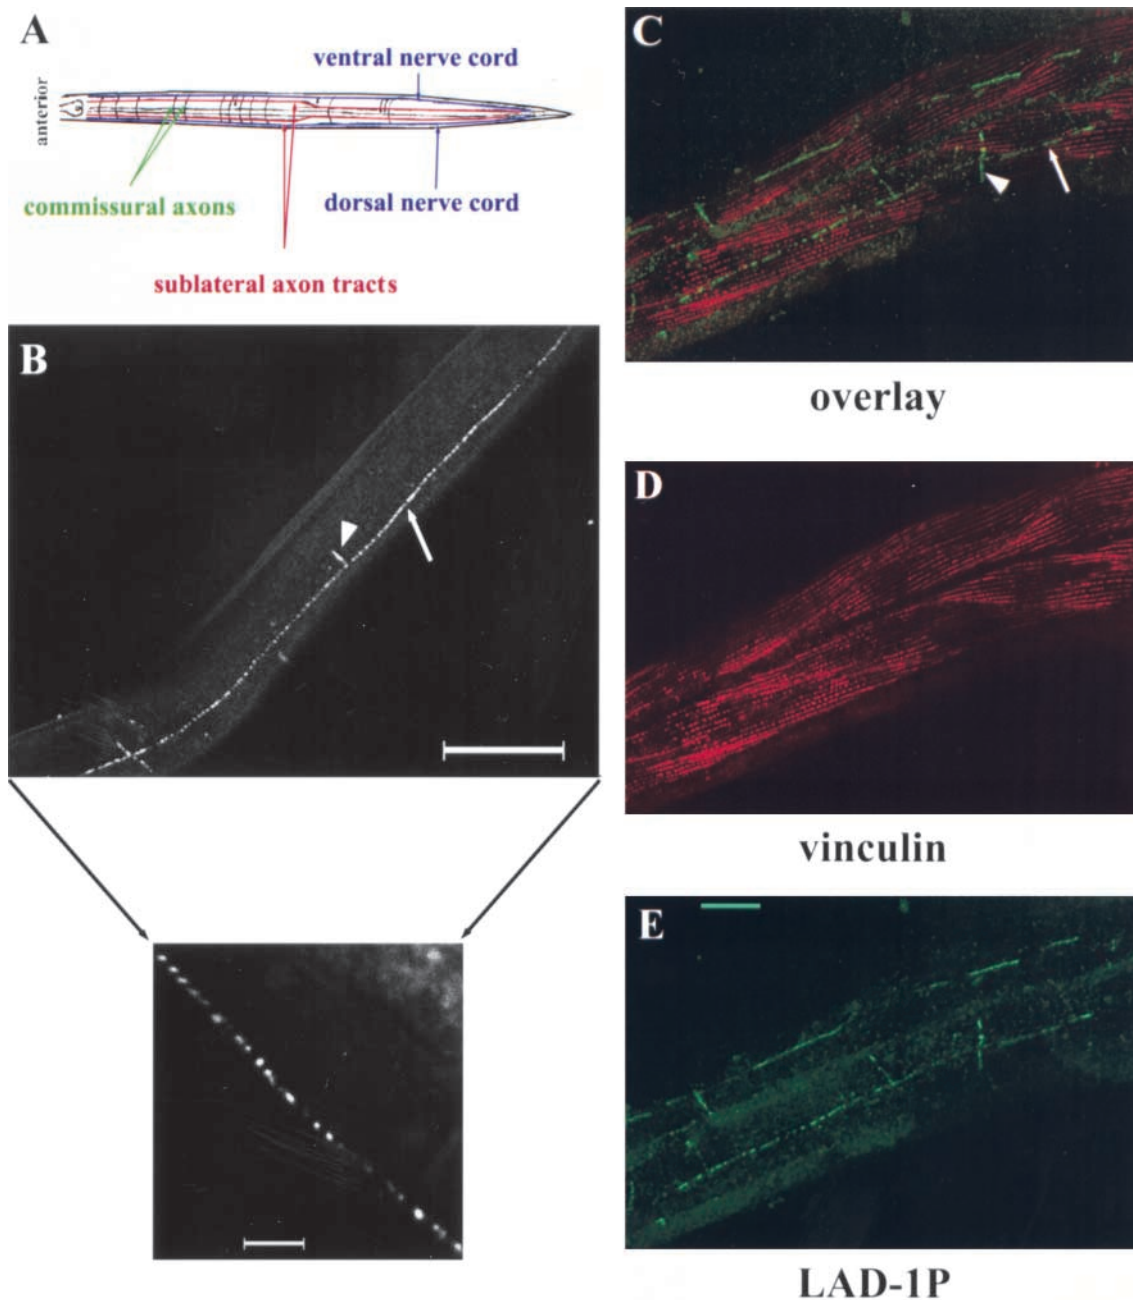 A
anterior
ventral nerve cord
commissural axons
dorsal nerve cord
sublateral axon tracts
B
C
overlay
D
vinculin
E
LAD-1P